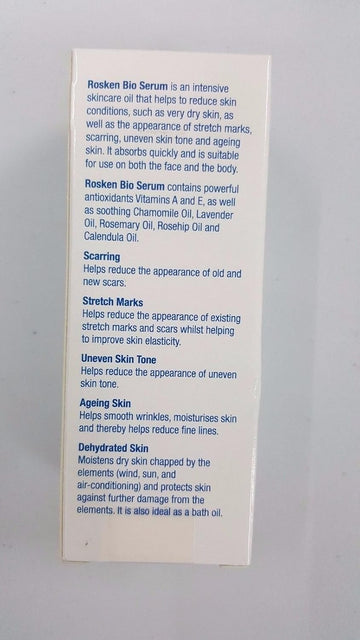 Rosken Bio Serum is an intensive
skincare oil that helps to reduce skin
conditions, such as very dry skin, as
well as the appearance of stretch marks,
scarring, uneven skin tone and ageing
skin. It absorbs quickly and is suitable
for use on both the face and the body.
Rosken Bio Serum contains powerful
antioxidants Vitamins A and E, as well
as soothing Chamomile Oil, Lavender
Oil, Rosemary Oil, Rosehip Oil and
Calendula Oil.
Scarring
Helps reduce the appearance of old and
new scars.
Stretch Marks
Helps reduce the appearance of existing
stretch marks and scars whilst helping
to improve skin elasticity.
Uneven Skin Tone
Helps reduce the appearance of uneven
skin tone.
Ageing Skin
Helps smooth wrinkles, moisturises skin
and thereby helps reduce fine lines.
Dehydrated Skin
Moistens dry skin chapped by the
elements (wind, sun, and
air-conditioning) and protects skin
against further damage from the
elements. It is also ideal as a bath oil.